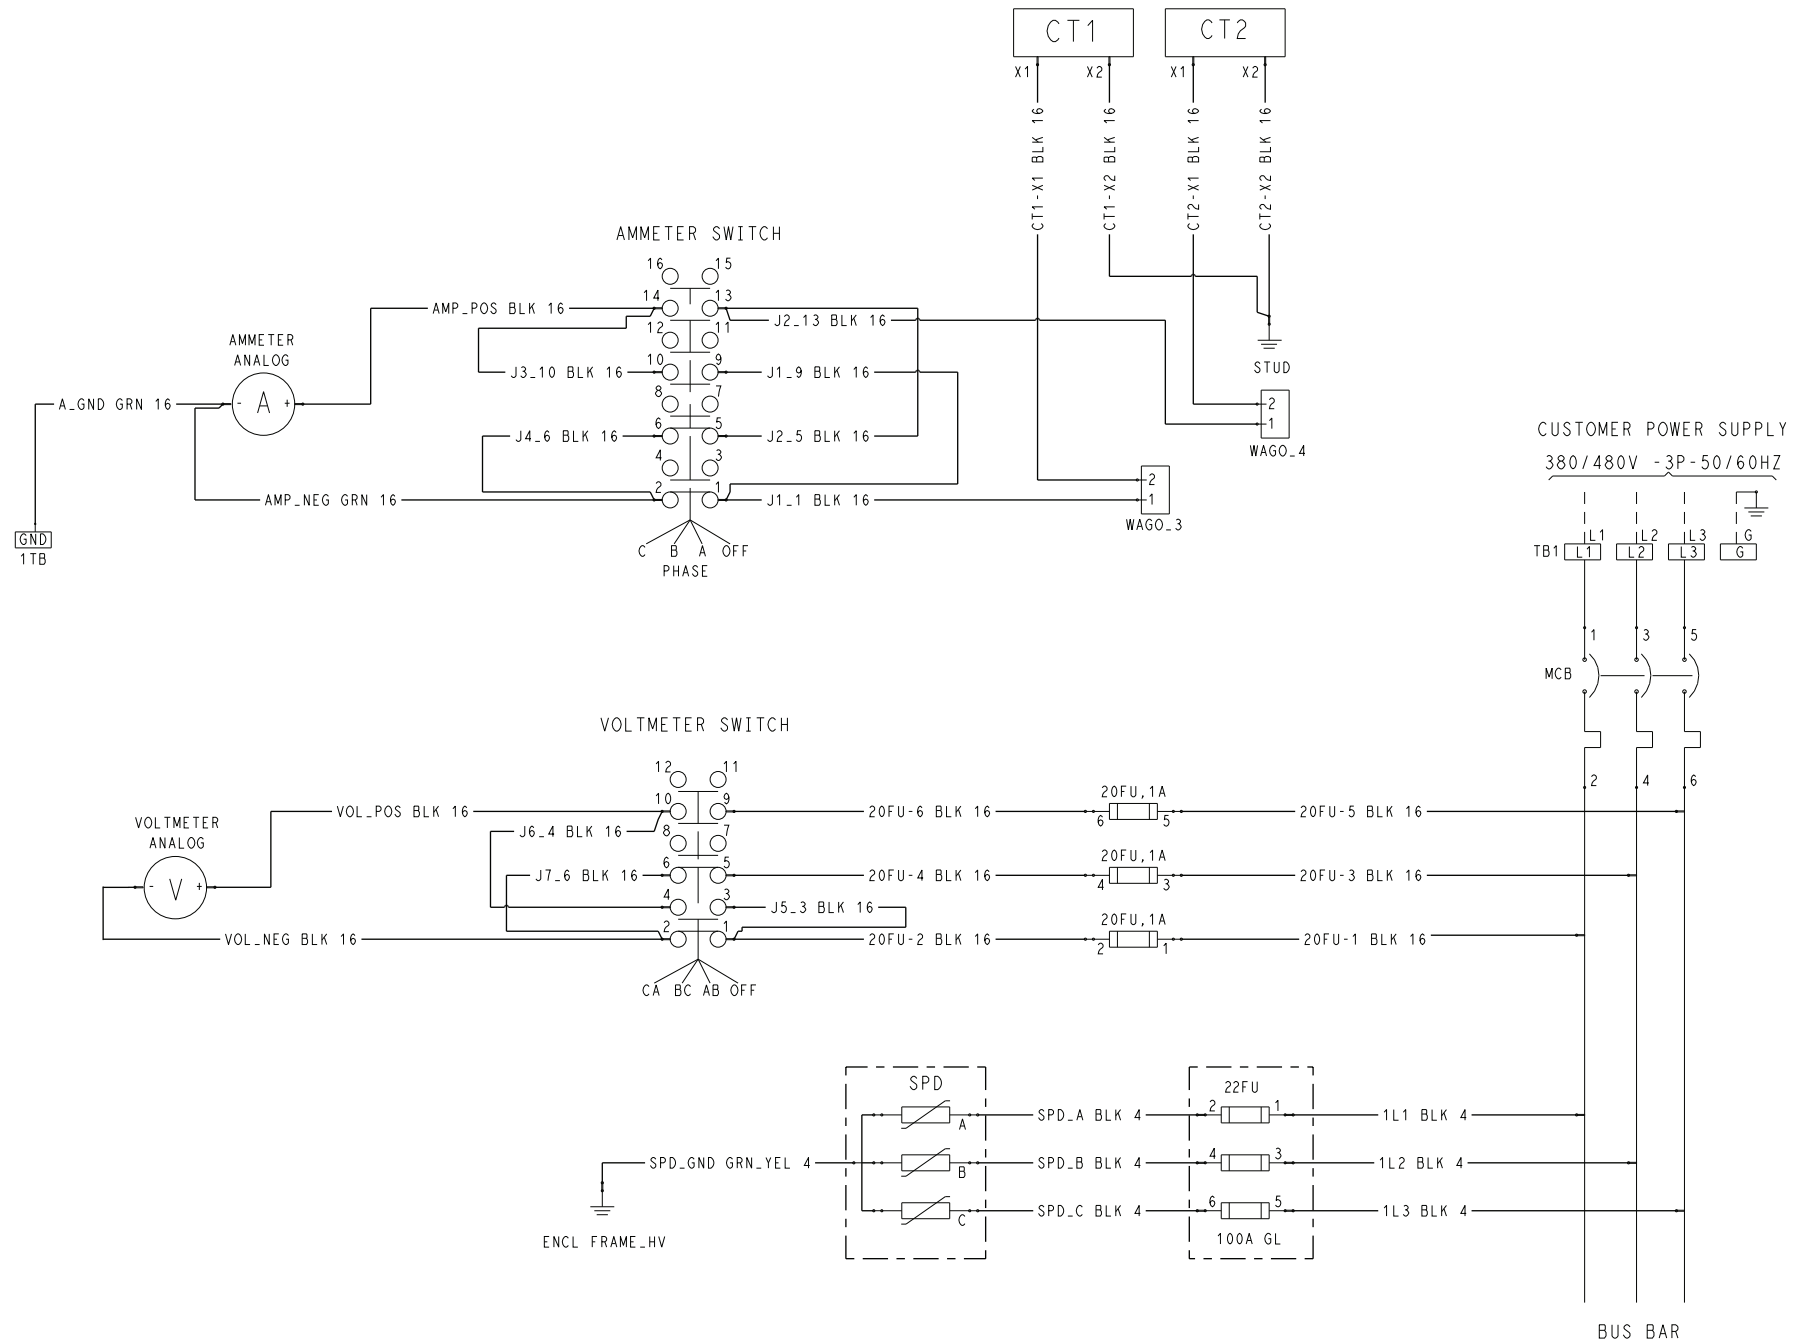 CT1
CT2
X1 X2 X1 X2
CT1-X1 BLK 16
CT1-X2 BLK 16
CT2-X1 BLK 16
CT2-X2 BLK 16
AMMETER SWITCH
16 15
14 13
AMP_POS BLK 16
J2_13 BLK 16
12 11
AMMETER
ANALOG
STUD
10 9
J3_10 BLK 16
J1_9 BLK 16
8 7
A_GND GRN 16
- A +
2
1
WAGO_4
6 5
J4_6 BLK 16
J2_5 BLK 16
4 3
2
1
WAGO_3
2 1
AMP_NEG GRN 16
J1_1 BLK 16
C B A OFF
PHASE
GND
1TB
CUSTOMER POWER SUPPLY
380/480V -3P-50/60HZ
L1 L2 L3 G
TB1 L1 L2 L3 G
1 3 5
MCB
2 4 6
VOLTMETER SWITCH
12 11
10 9
VOL_POS BLK 16
20FU-6 BLK 16
20FU,1A
6 5
20FU-5 BLK 16
VOLTMETER
ANALOG
J6_4 BLK 16
8 7
20FU,1A
6 5
J7_6 BLK 16
20FU-4 BLK 16
4 3
20FU-3 BLK 16
- V +
4 3
J5_3 BLK 16
20FU,1A
2 1
VOL_NEG BLK 16
20FU-2 BLK 16
2 1
20FU-1 BLK 16
CA BC AB OFF
SPD
22FU
A
SPD_A BLK 4
2 1
1L1 BLK 4
SPD_GND GRN_YEL 4
B
SPD_B BLK 4
4 3
1L2 BLK 4
C
SPD_C BLK 4
6 5
1L3 BLK 4
100A GL
ENCL FRAME_HV
BUS BAR